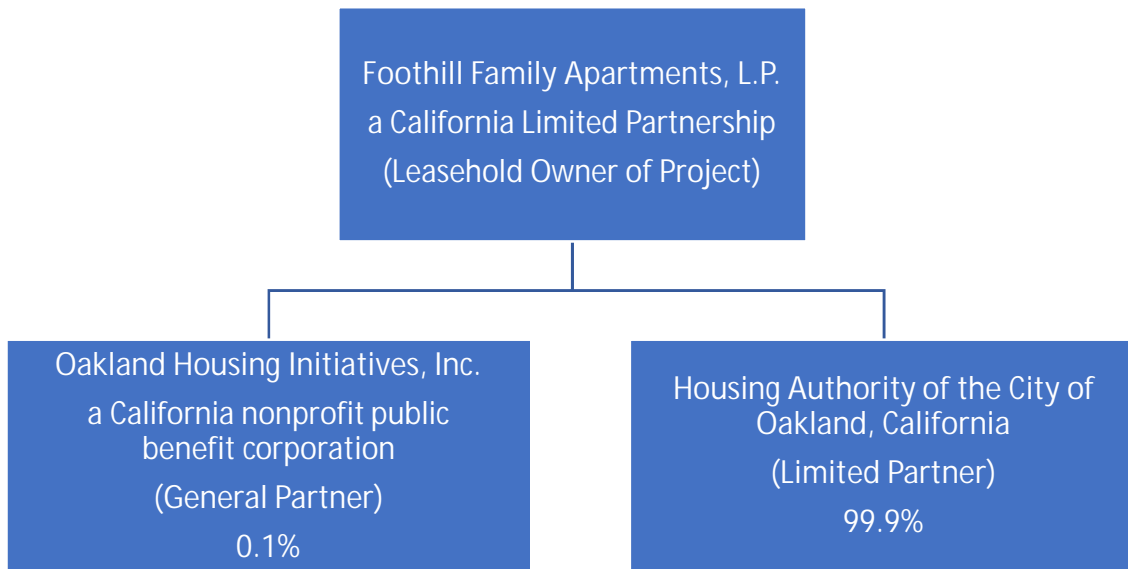 Foothill Family Apartments, L.P.
a California Limited Partnership
(Leasehold Owner of Project)
Oakland Housing Initiatives, Inc.
a California nonprofit public
benefit corporation
(General Partner)
0.1%
Housing Authority of the City of
Oakland, California
(Limited Partner)
99.9%